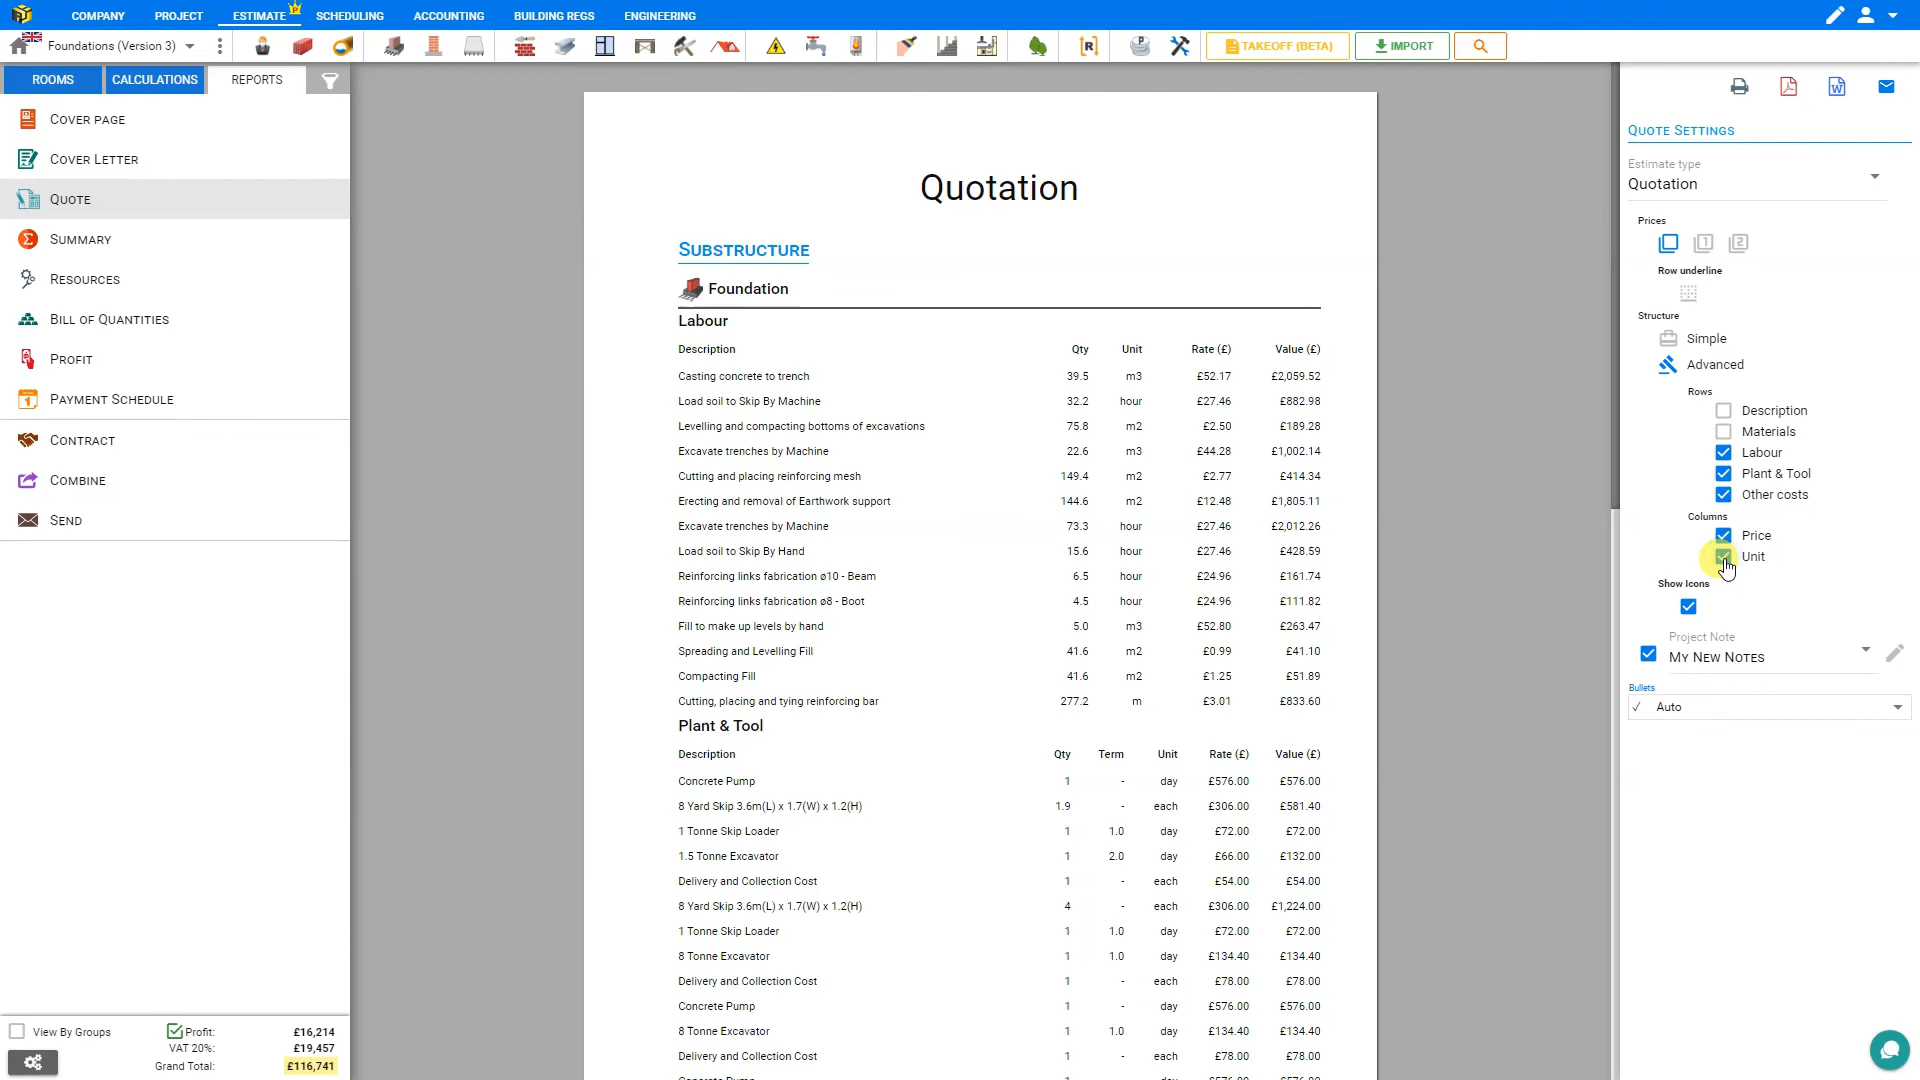 COMPANY PROJECT ESTIMATE SCHEDULING ACCOUNTING BUILDING REGS ENGINEERING
Foundations (Version 3) TAKEOFF (BETA) IMPORT
ROOMS CALCULATIONS REPORTS
COVER PAGE
COVER LETTER
QUOTE
SUMMARY
RESOURCES
BILL OF QUANTITIES
PROFIT
PAYMENT SCHEDULE
CONTRACT
COMBINE
SEND
View By Groups Profit: £16,214
VAT 20%: £19,457
Grand Total: £116,741
Quotation
SUBSTRUCTURE
Foundation
Labour
Description Qty Unit Rate (£) Value (£)
Casting concrete to trench 39.5 m3 £52.17 £2,059.52
Load soil to Skip By Machine 32.2 hour £27.46 £882.98
Levelling and compacting bottoms of excavations 75.8 m2 £2.50 £189.28
Excavate trenches by Machine 22.6 m3 £44.28 £1,002.14
Cutting and placing reinforcing mesh 149.4 m2 £2.77 £414.34
Erecting and removal of Earthwork support 144.6 m2 £12.48 £1,805.11
Excavate trenches by Machine 73.3 hour £27.46 £2,012.26
Load soil to Skip By Hand 15.6 hour £27.46 £428.59
Reinforcing links fabrication ø10 - Beam 6.5 hour £24.96 £161.74
Reinforcing links fabrication ø8 - Boot 4.5 hour £24.96 £111.82
Fill to make up levels by hand 5.0 m3 £52.80 £263.47
Spreading and Levelling Fill 41.6 m2 £0.99 £41.10
Compacting Fill 41.6 m2 £1.25 £51.89
Cutting, placing and tying reinforcing bar 277.2 m £3.01 £833.60
Plant & Tool
Description Qty Term Unit Rate (£) Value (£)
Concrete Pump 1 - day £576.00 £576.00
8 Yard Skip 3.6m(L) x 1.7(W) x 1.2(H) 1.9 - each £306.00 £581.40
1 Tonne Skip Loader 1 1.0 day £72.00 £72.00
1.5 Tonne Excavator 1 2.0 day £66.00 £132.00
Delivery and Collection Cost 1 - each £54.00 £54.00
8 Yard Skip 3.6m(L) x 1.7(W) x 1.2(H) 4 - each £306.00 £1,224.00
1 Tonne Skip Loader 1 1.0 day £72.00 £72.00
8 Tonne Excavator 1 1.0 day £134.40 £134.40
Delivery and Collection Cost 1 - each £78.00 £78.00
Concrete Pump 1 - day £576.00 £576.00
8 Tonne Excavator 1 1.0 day £134.40 £134.40
Delivery and Collection Cost 1 - each £78.00 £78.00
QUOTE SETTINGS
Estimate type
Quotation
Prices
1 2
Row underline
Structure
Simple
Advanced
Rows
Description
Materials
Labour
Plant & Tool
Other costs
Columns
Price
Unit
Show Icons
Project Note
MY NEW NOTES
Bullets
✓ Auto